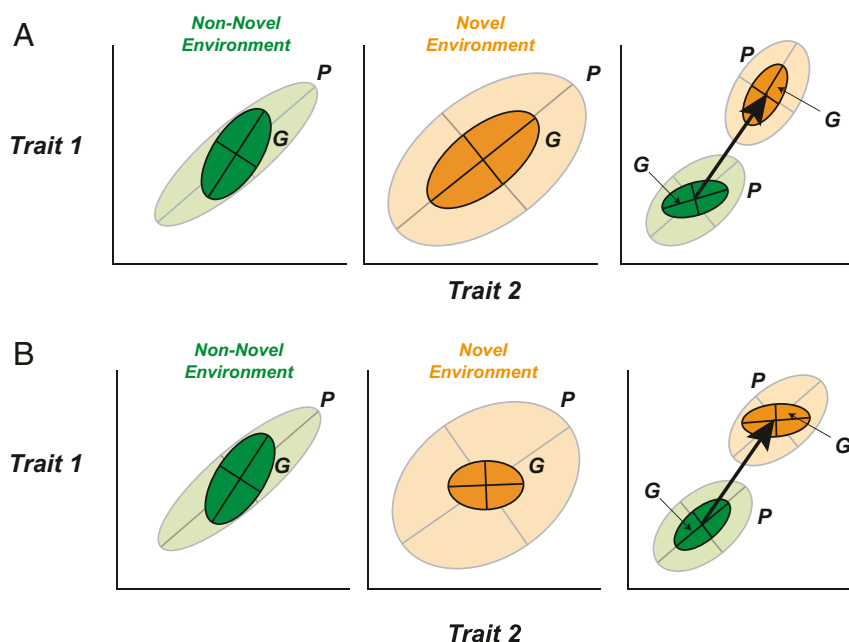 A
Non-Novel
Environment
Novel
Environment
Trait 1
P
G
P
G
P
G
G
P
Trait 2
B
Non-Novel
Environment
Novel
Environment
Trait 1
P
G
P
G
P
G
G
P
Trait 2